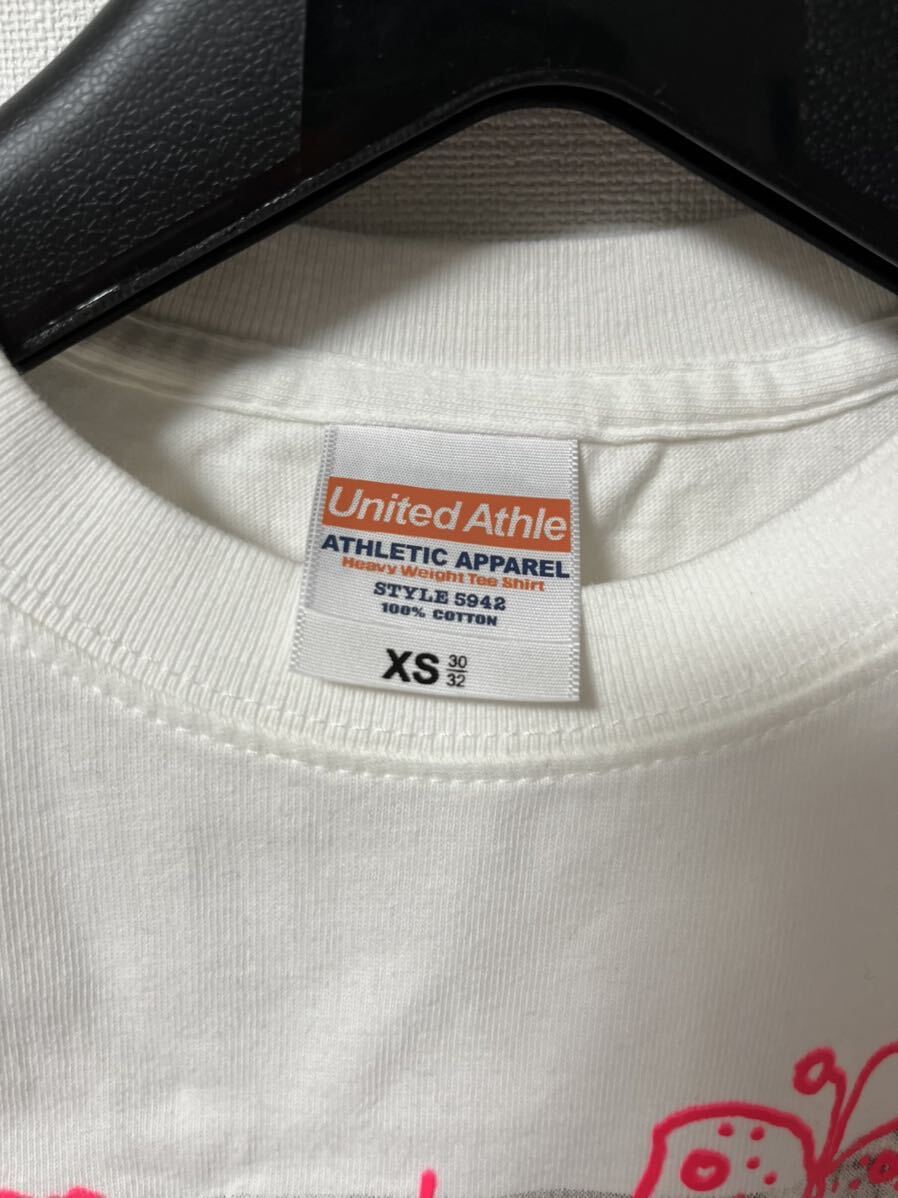 United Athle
ATHLETIC APPAREL
Heavy Weight Tee Shirt
STYLE 5942
100% COTTON
XS 30/32